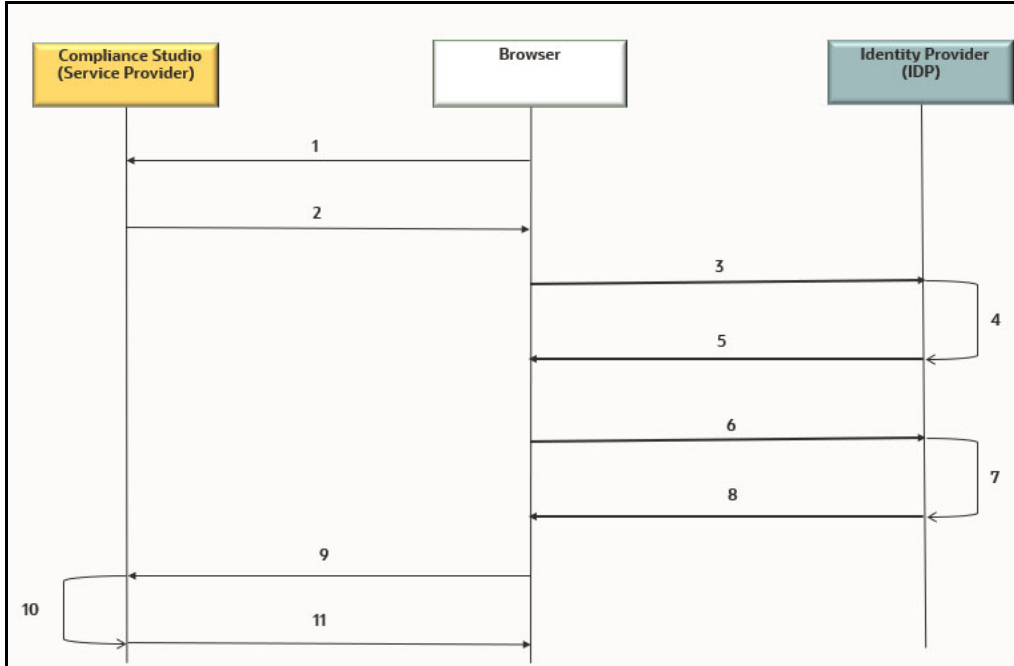 Compliance Studio
(Service Provider)
Browser
Identity Provider
(IDP)
1
2
3
4
5
6
7
8
9
10
11